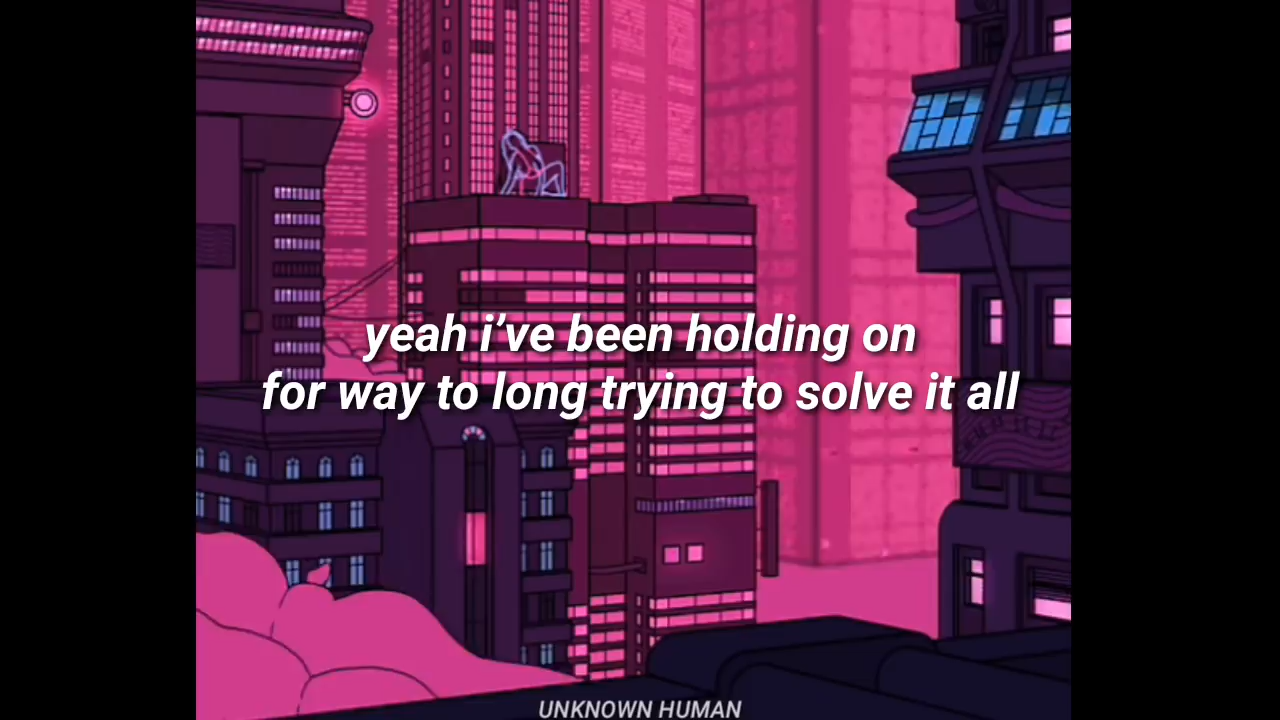 yeah i’ve been holding on
for way to long trying to solve it all
UNKNOWN HUMAN